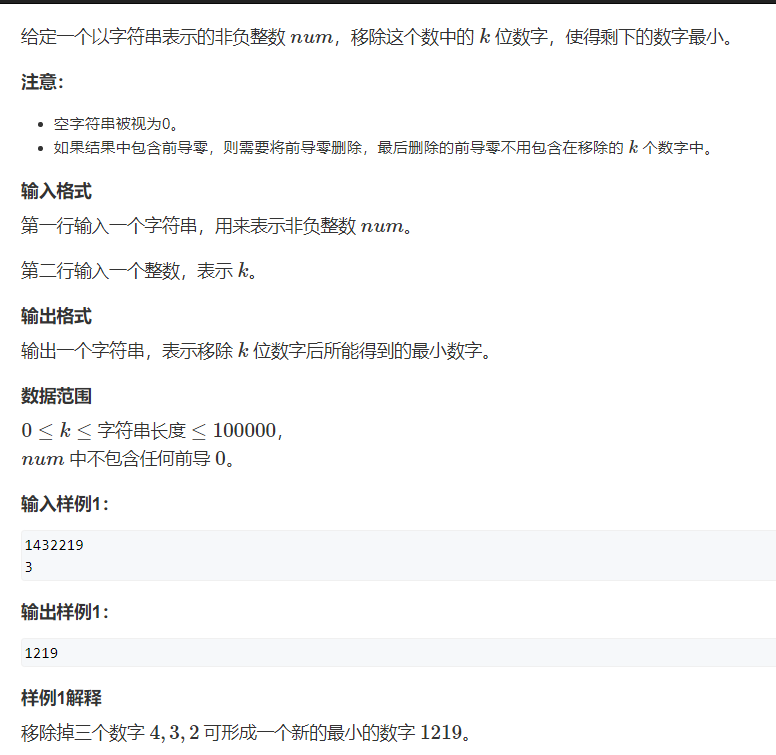 给定一个以字符串表示的非负整数 num，移除这个数中的 k 位数字，使得剩下的数字最小。
注意：
• 空字符串被视为0。
• 如果结果中包含前导零，则需要将前导零删除，最后删除的前导零不用包含在移除的 k 个数字中。
输入格式
第一行输入一个字符串，用来表示非负整数 num。
第二行输入一个整数，表示 k。
输出格式
输出一个字符串，表示移除 k 位数字后所能得到的最小数字。
数据范围
0 ≤ k ≤ 字符串长度 ≤ 100000，
num 中不包含任何前导 0。
输入样例1：
1432219
3
输出样例1：
1219
样例1解释
移除掉三个数字 4, 3, 2 可形成一个新的最小的数字 1219。